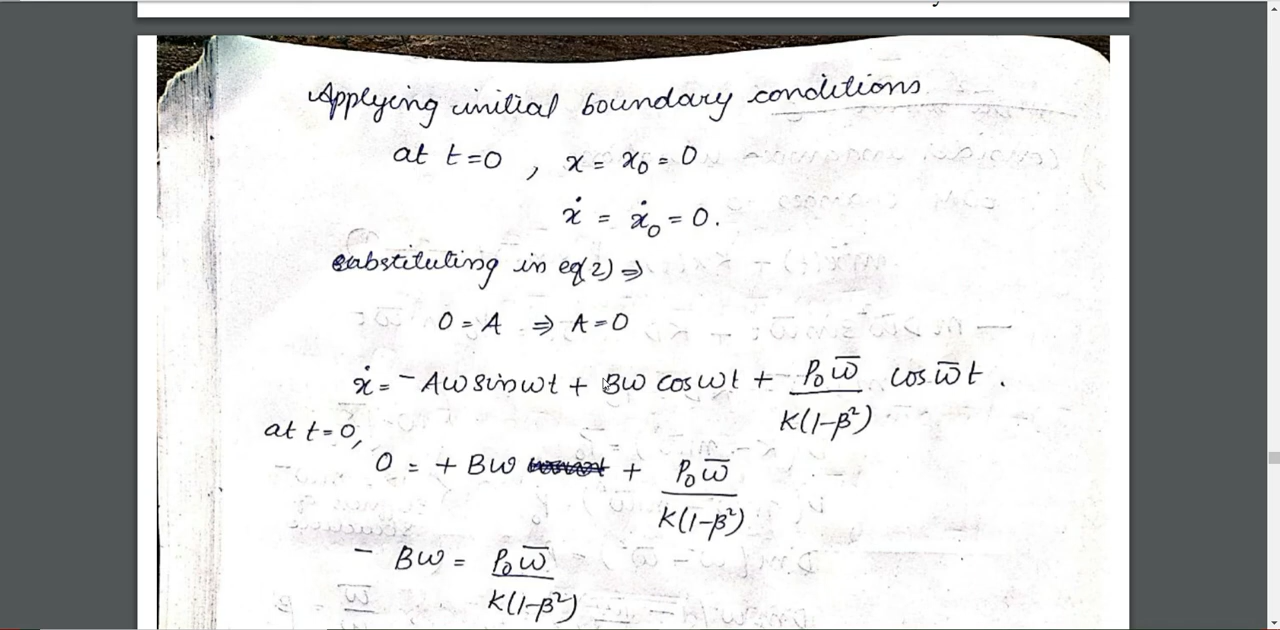 Applying initial boundary conditions
at t=0 , x = x₀ = 0
ẋ = ẋ₀ = 0.
substituting in eq(2) ⇒
0 = A ⇒ A = 0
ẋ = - Aω sin ωt + Bω cos ωt + P₀ω̅ / K(1-β²) cos ω̅t .
at t=0,
0 = + Bω + P₀ω̅ / K(1-β²)
- Bω = P₀ω̅ / K(1-β²)